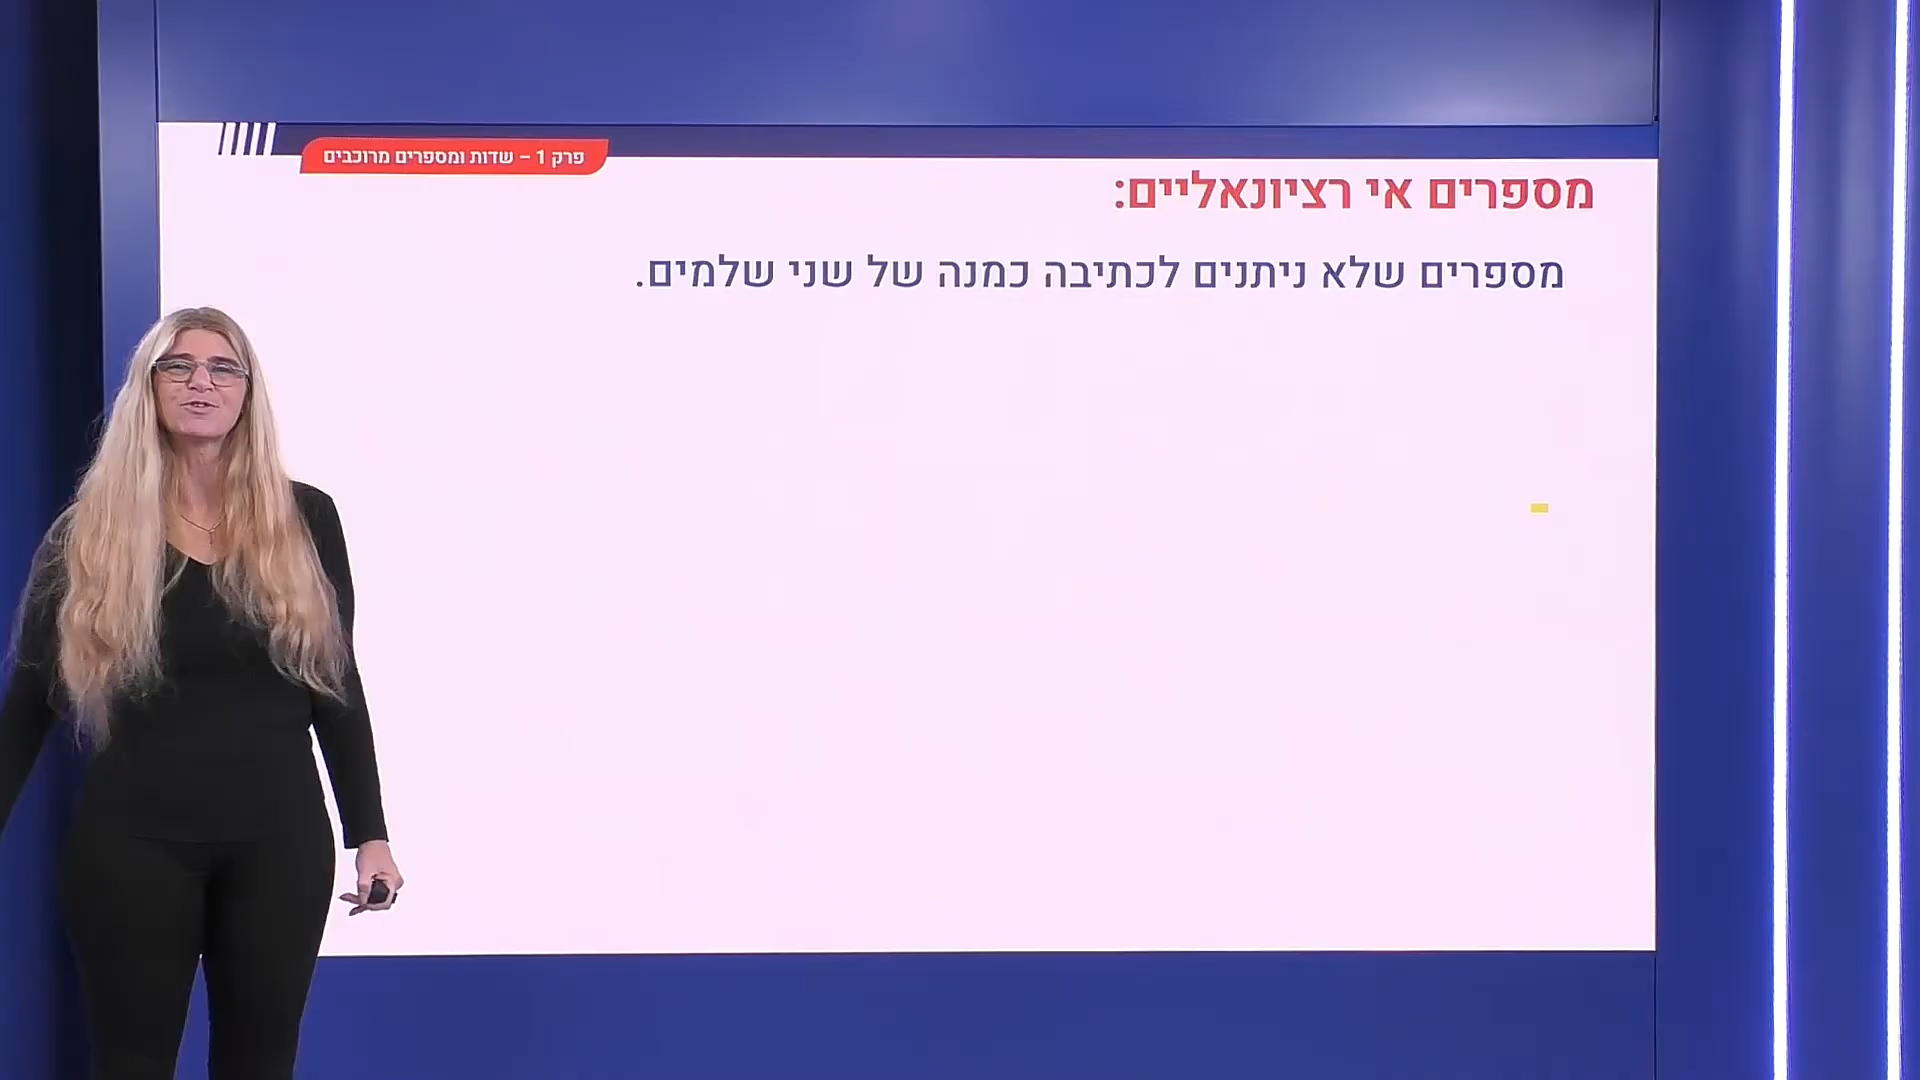 פרק 1 – שדות ומספרים מרוכבים
מספרים אי רציונאליים:
מספרים שלא ניתנים לכתיבה כמנה של שני שלמים.